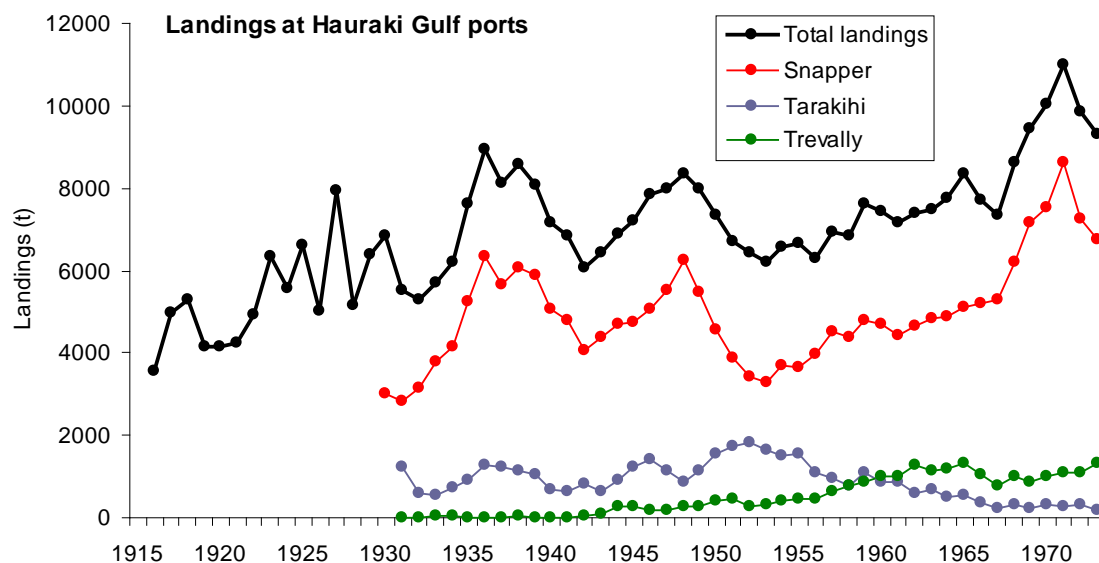 Landings at Hauraki Gulf ports
Total landings
Snapper
Tarakihi
Trevally
Landings (t)
12000
10000
8000
6000
4000
2000
0
1915 1920 1925 1930 1935 1940 1945 1950 1955 1960 1965 1970